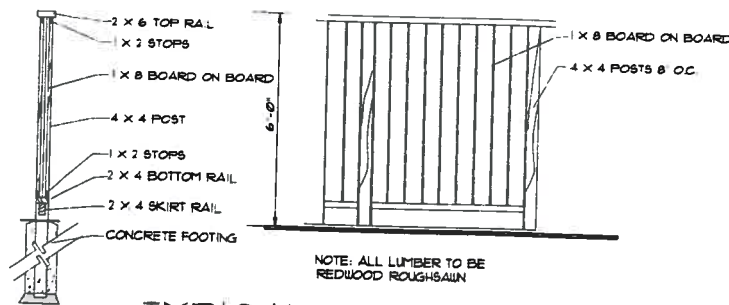 2 X 6 TOP RAIL
1 X 2 STOPS
1 X 8 BOARD ON BOARD
4 X 4 POST
1 X 2 STOPS
2 X 4 BOTTOM RAIL
2 X 4 SKIRT RAIL
CONCRETE FOOTING
6'-0"
1 X 8 BOARD ON BOARD
4 X 4 POSTS 8' O.C.
NOTE: ALL LUMBER TO BE
REDWOOD ROUGHSAWN